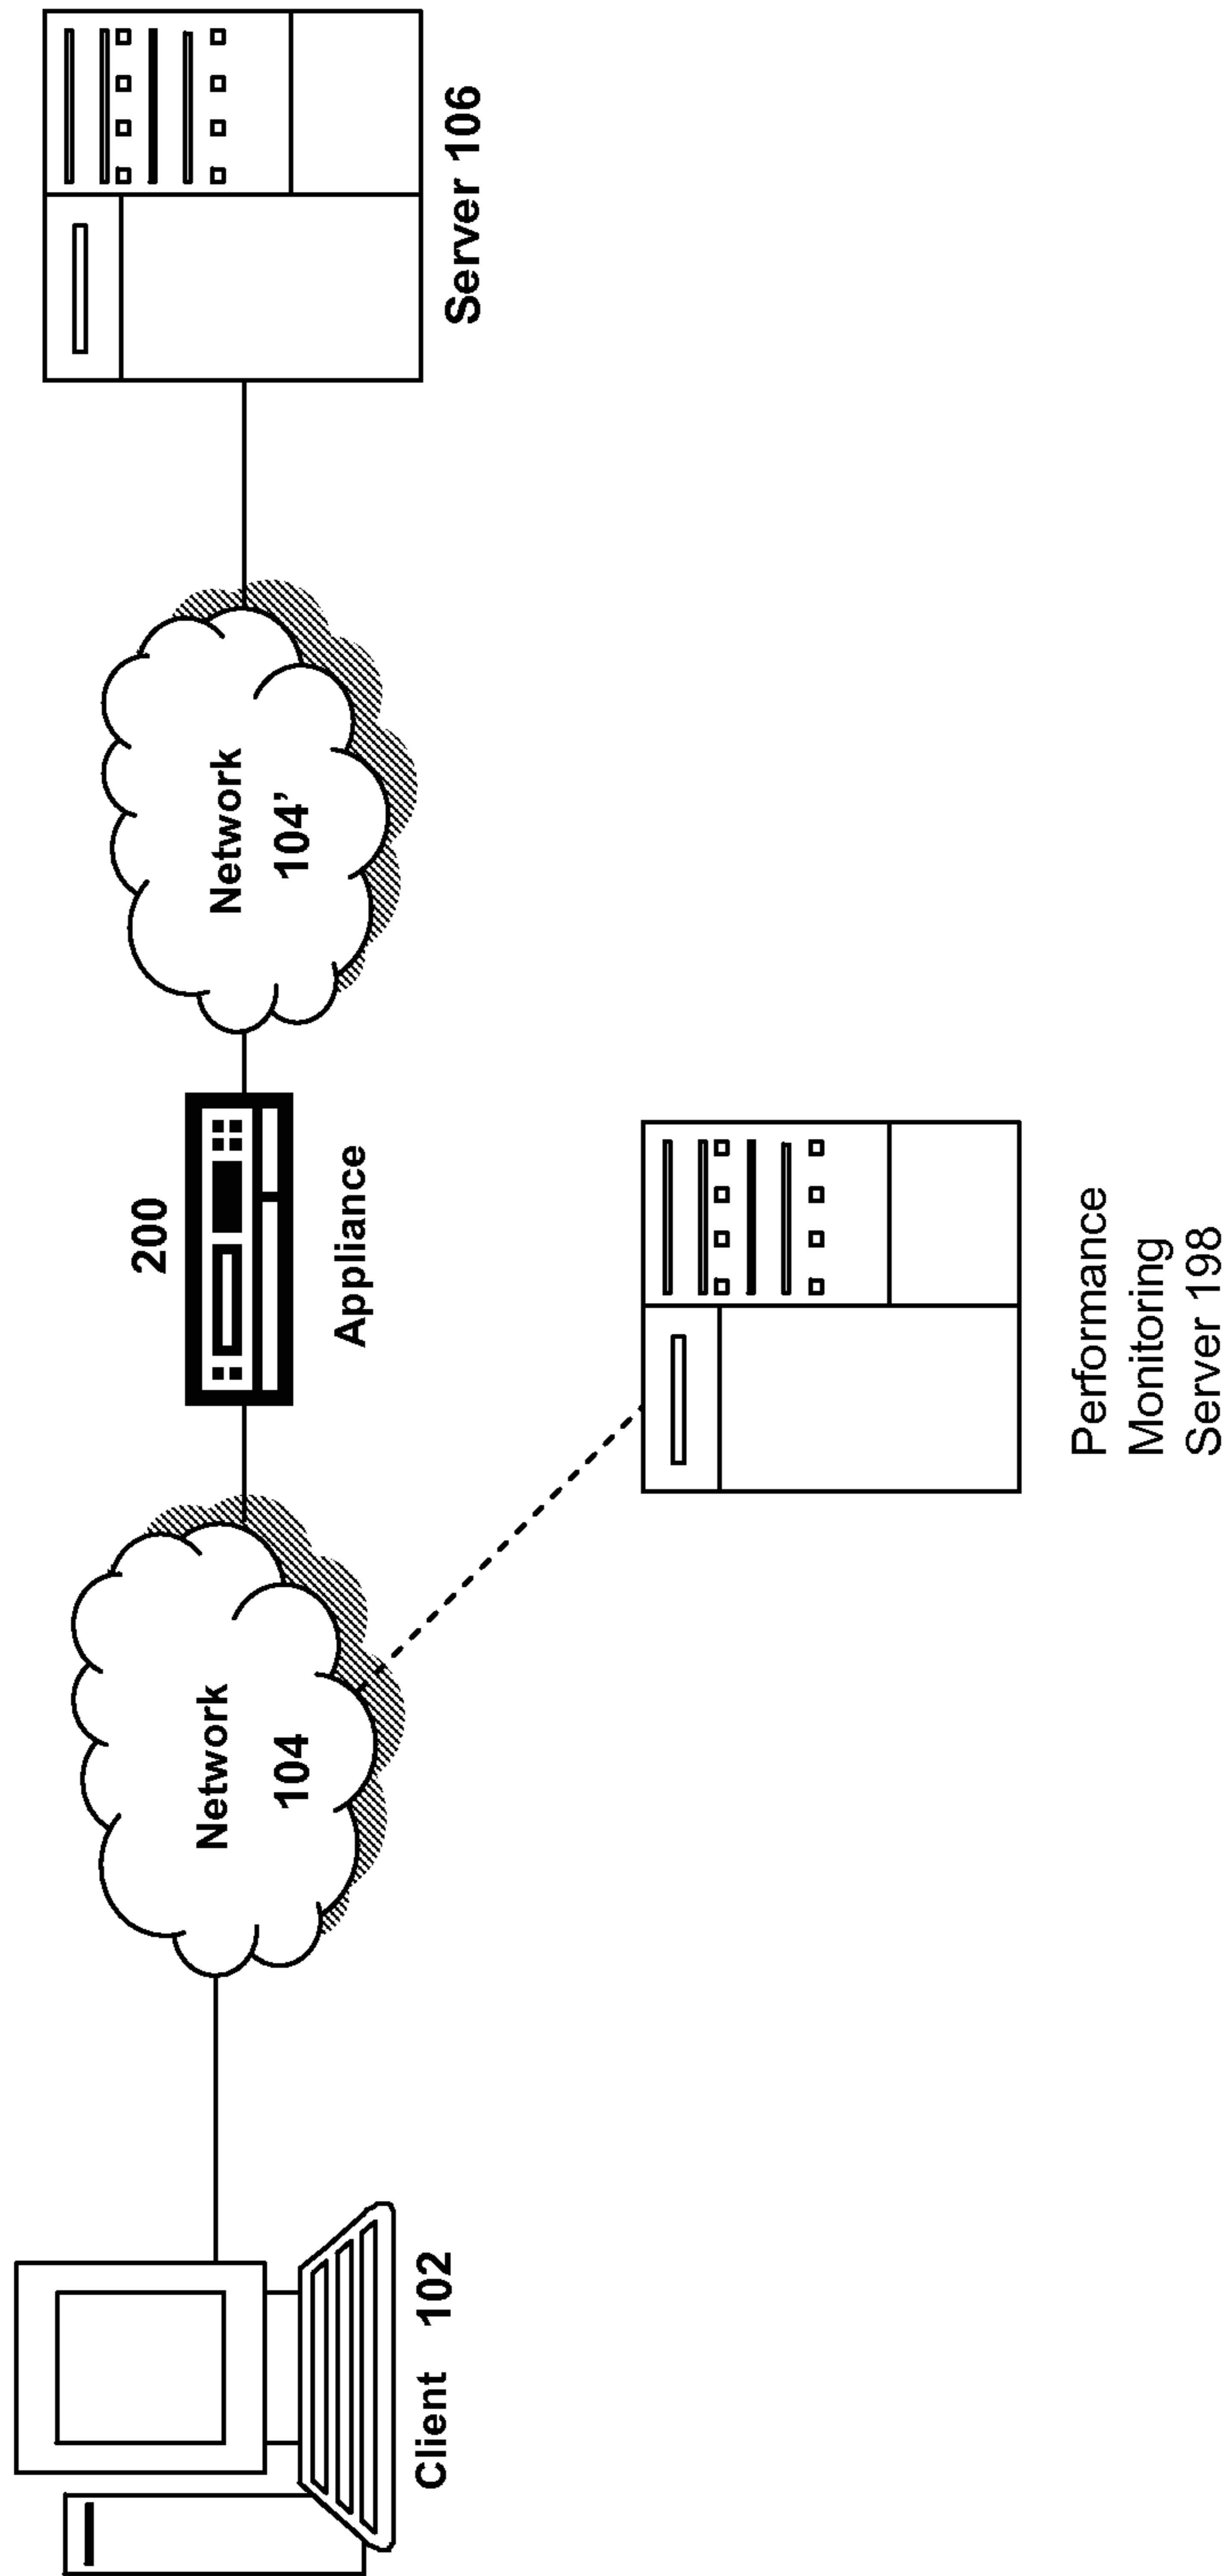 Client 102
Network
104
200
Appliance
Network
104’
Server 106
Performance
Monitoring
Server 198